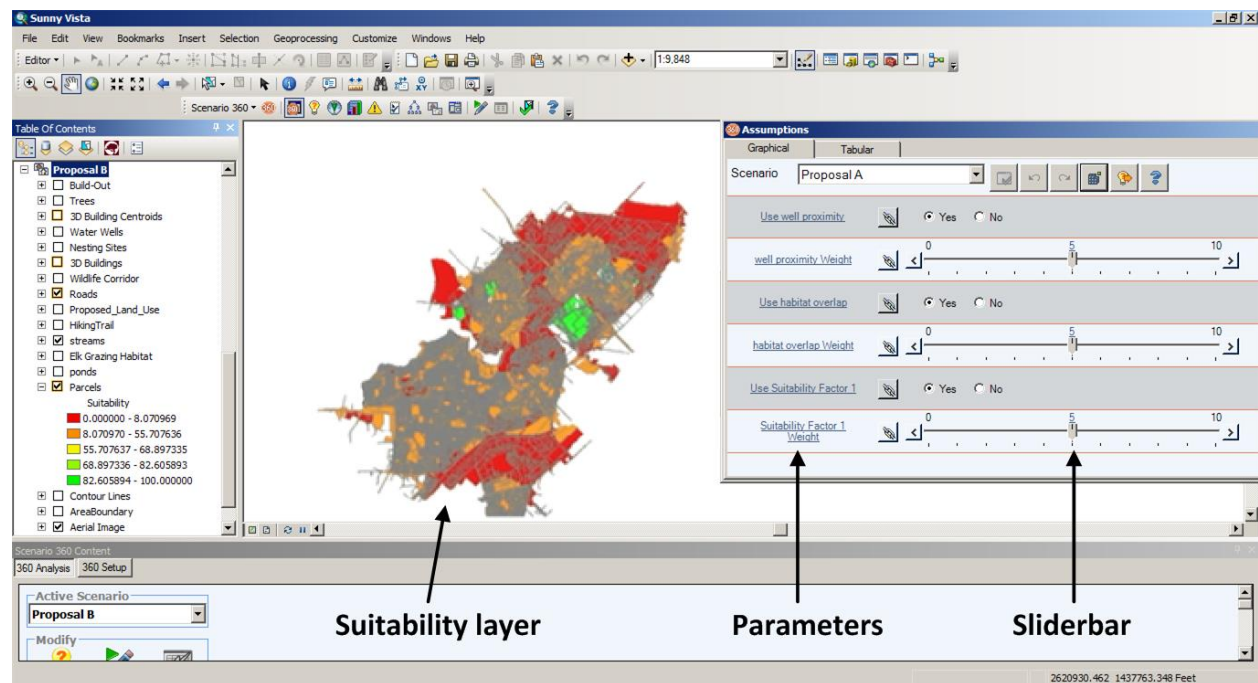 Sunny Vista
File Edit View Bookmarks Insert Selection Geoprocessing Customize Windows Help
Editor
1:9,848
Scenario 360
Table Of Contents
Proposal B
Build-Out
Trees
3D Building Centroids
Water Wells
Nesting Sites
3D Buildings
Wildlife Corridor
Roads
Proposed_Land_Use
HikingTrail
streams
Elk Grazing Habitat
ponds
Parcels
Suitability
0.000000 - 8.070969
8.070970 - 55.707636
55.707637 - 68.897335
68.897336 - 82.605893
82.605894 - 100.000000
Contour Lines
AreaBoundary
Aerial Image
Assumptions
Graphical Tabular
Scenario Proposal A
Use well proximity Yes No
0 5 10
well proximity Weight
Use habitat overlap Yes No
0 5 10
habitat overlap Weight
Use Suitability Factor 1 Yes No
0 5 10
Suitability Factor 1
Weight
Scenario 360 Content
360 Analysis 360 Setup
Active Scenario
Proposal B
Modify
Suitability layer Parameters Sliderbar
2620930.462 1437763.348 Feet